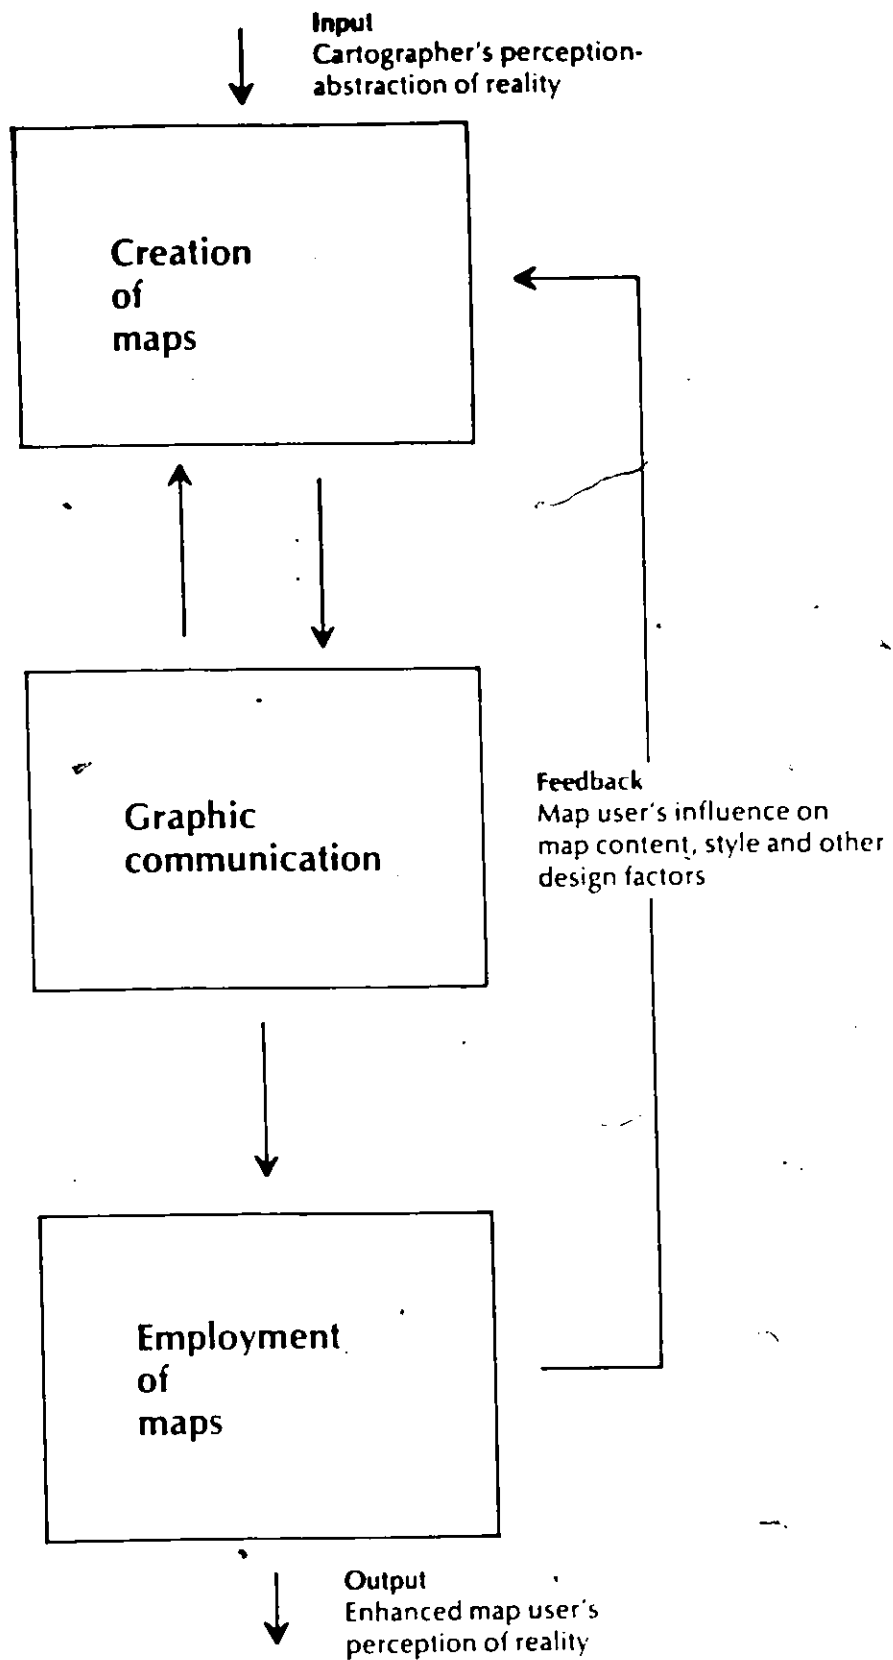 Input
Cartographer's perception-
abstraction of reality
Creation
of
maps
Graphic
communication
Feedback
Map user's influence on
map content, style and other
design factors
Employment
of
maps
Output
Enhanced map user's
perception of reality